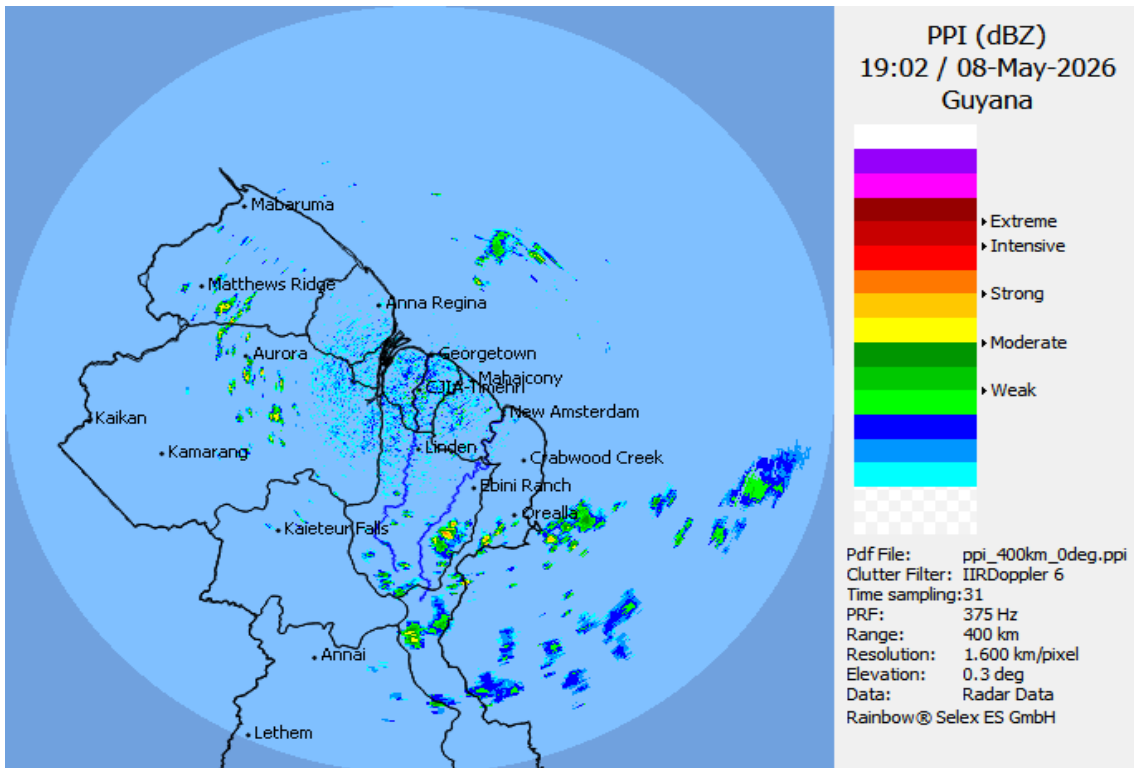 PPI (dBZ)
19:02 / 08-May-2026
Guyana
Extreme
Intensive
Strong
Moderate
Weak
Pdf File: ppi_400km_0deg.ppi
Clutter Filter: IIRDoppler 6
Time sampling:31
PRF: 375 Hz
Range: 400 km
Resolution: 1.600 km/pixel
Elevation: 0.3 deg
Data: Radar Data
Rainbow® Selex ES GmbH
Mabaruma
Matthews Ridge
Anna Regina
Aurora
Georgetown
Mahaicony
CJIA-Timehri
New Amsterdam
Kaikan
Kamarang
Linden
Crabwood Creek
Ebini Ranch
Orealla
Kaieteur Falls
Annai
Lethem